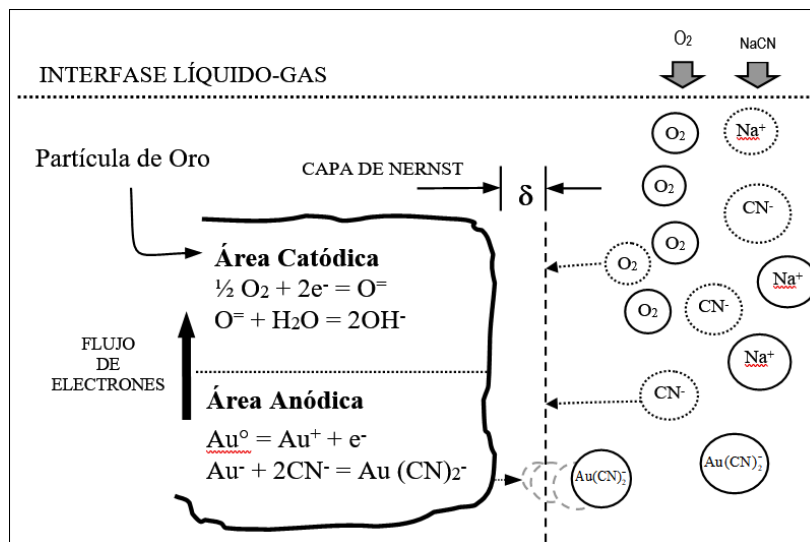 O₂
NaCN
INTERFASE LÍQUIDO-GAS
O₂
Na⁺
Partícula de Oro
CAPA DE NERNST
δ
O₂
CN⁻
Área Catódica
½ O₂ + 2e⁻ = O⁼
O⁼ + H₂O = 2OH⁻
O₂
O₂
Na⁺
O₂
CN⁻
FLUJO
DE
ELECTRONES
Na⁺
Área Anódica
CN⁻
Au° = Au⁺ + e⁻
Au⁻ + 2CN⁻ = Au (CN)₂⁻
Au(CN)₂⁻
Au(CN)₂⁻